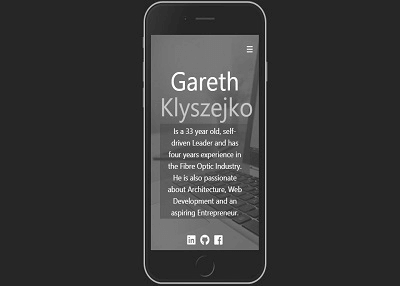 Gareth
Klyszejko
Is a 33 year old, self-
driven Leader and has
four years experience in
the Fibre Optic Industry.
He is also passionate
about Architecture, Web
Development and an
aspiring Entrepreneur.